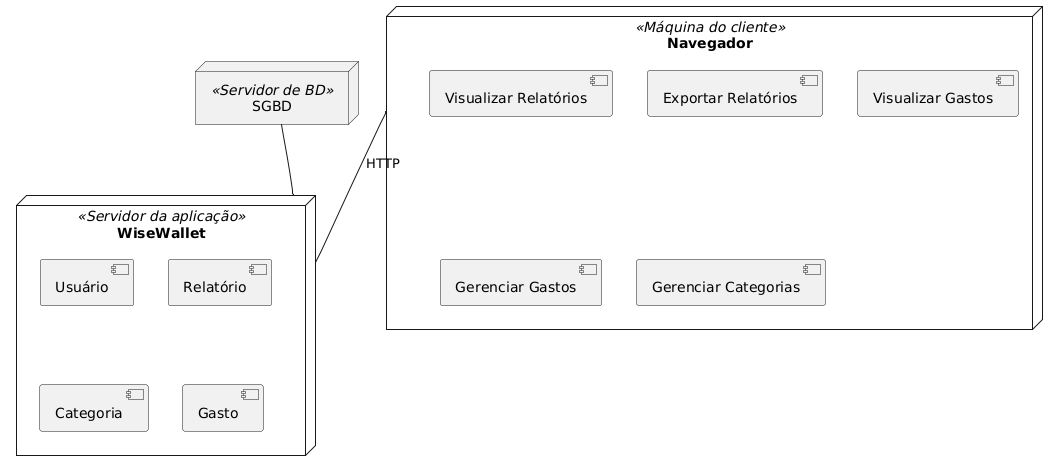 «Máquina do cliente»
Navegador
Visualizar Relatórios
Exportar Relatórios
Visualizar Gastos
Gerenciar Gastos
Gerenciar Categorias
«Servidor de BD»
SGBD
HTTP
«Servidor da aplicação»
WiseWallet
Usuário
Relatório
Categoria
Gasto